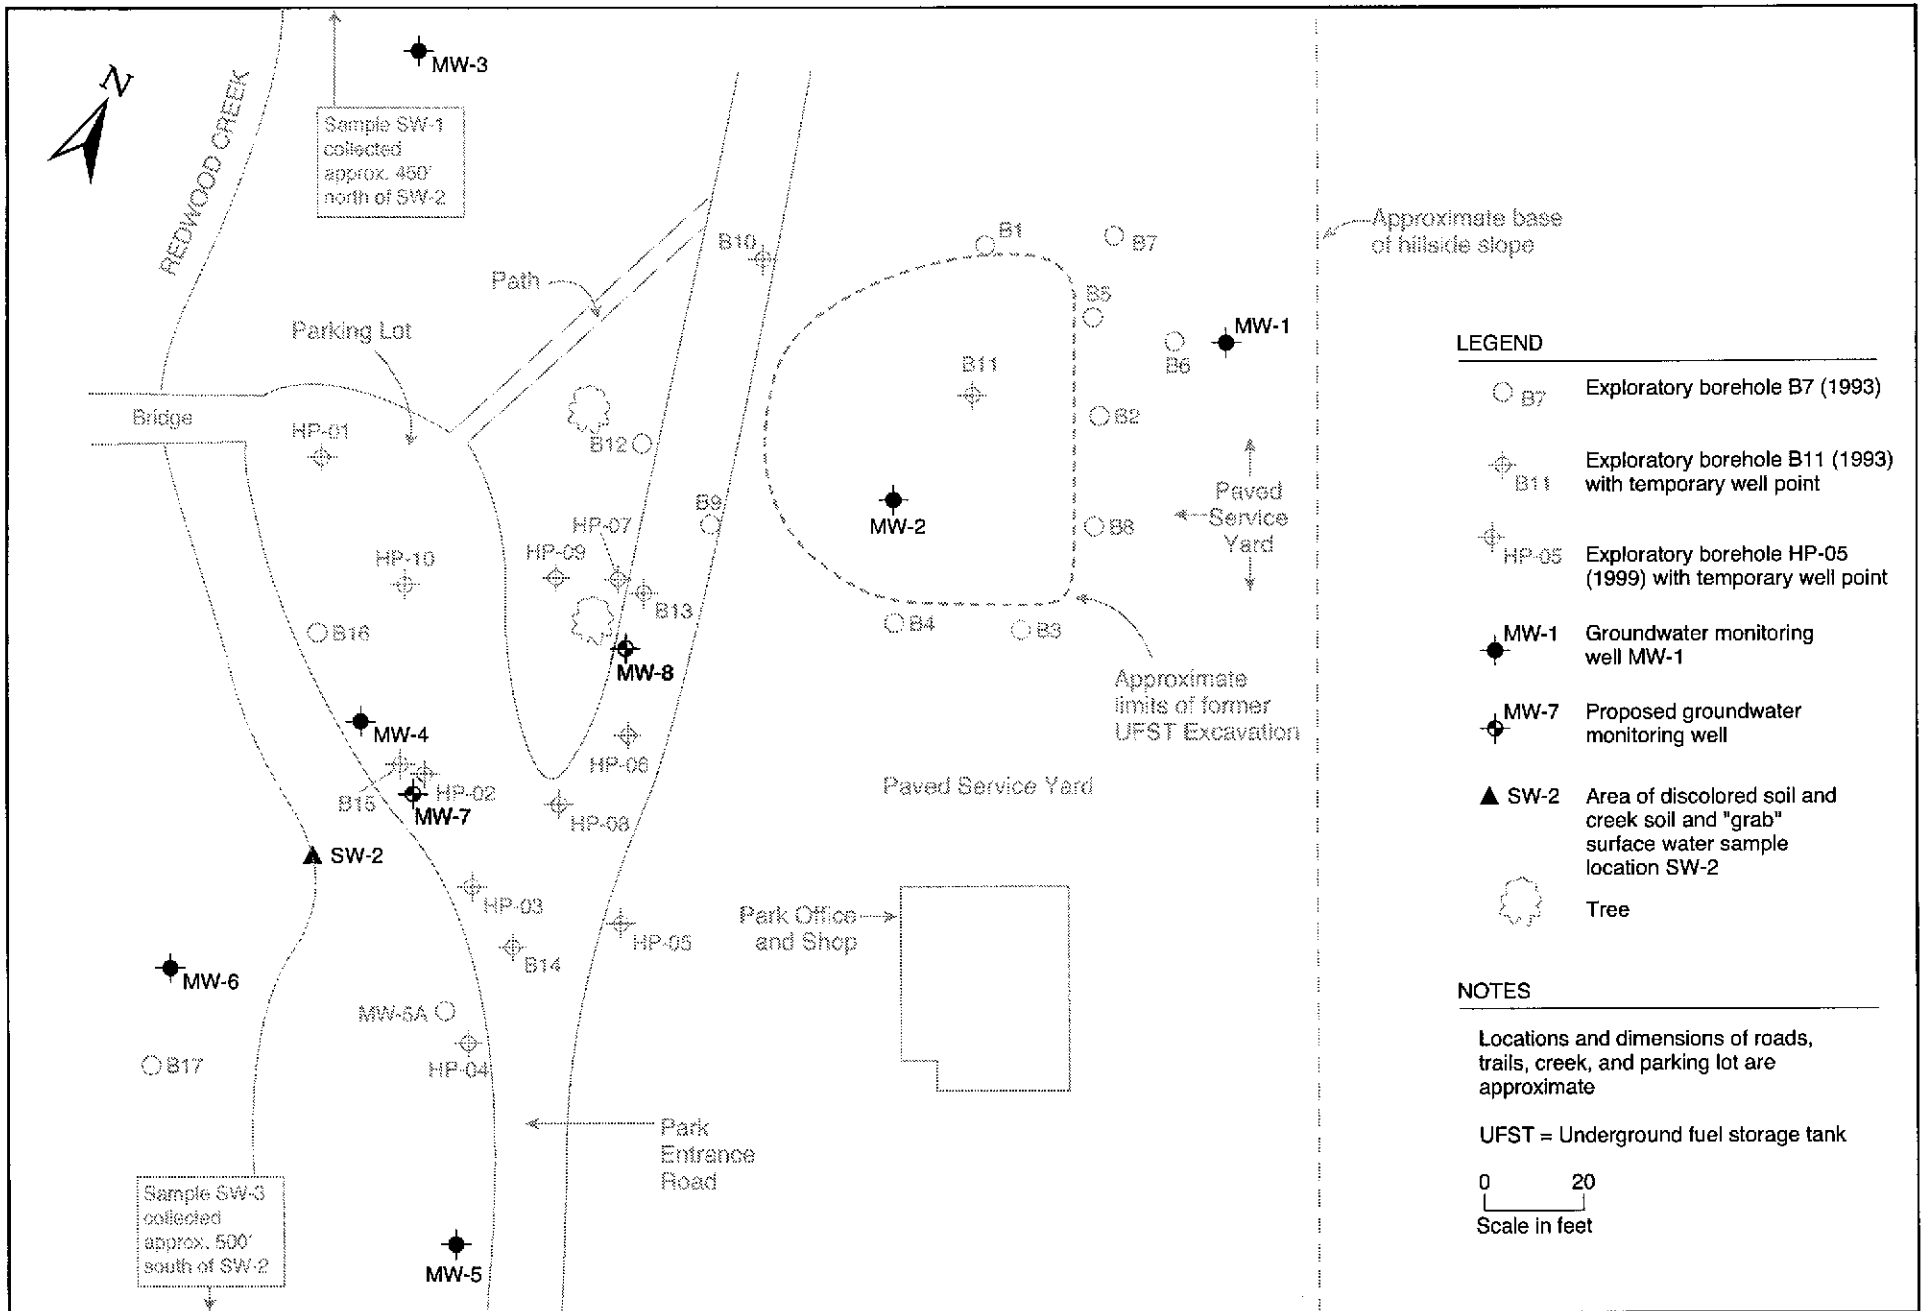 N
REDWOOD CREEK
MW-3
Sample SW-1
collected
approx. 450'
north of SW-2
B10
Path
Parking Lot
Bridge
HP-01
B12
B9
HP-07
HP-09
HP-10
B13
B16
MW-8
MW-4
HP-06
B15
HP-02
MW-7
HP-08
SW-2
HP-03
HP-05
B14
MW-6
MW-5A
HP-04
B17
Park
Entrance
Road
Sample SW-3
collected
approx. 500'
south of SW-2
MW-5
B1
B7
B5
MW-1
B6
B11
B2
MW-2
B8
Paved
Service
Yard
B4
B3
Approximate
limits of former
UFST Excavation
Paved Service Yard
Park Office
and Shop
Approximate base
of hillside slope
LEGEND
B7
Exploratory borehole B7 (1993)
B11
Exploratory borehole B11 (1993)
with temporary well point
HP-05
Exploratory borehole HP-05
(1999) with temporary well point
MW-1
Groundwater monitoring
well MW-1
MW-7
Proposed groundwater
monitoring well
SW-2
Area of discolored soil and
creek soil and "grab"
surface water sample
location SW-2
Tree
NOTES
Locations and dimensions of roads,
trails, creek, and parking lot are
approximate
UFST = Underground fuel storage tank
0 20
Scale in feet